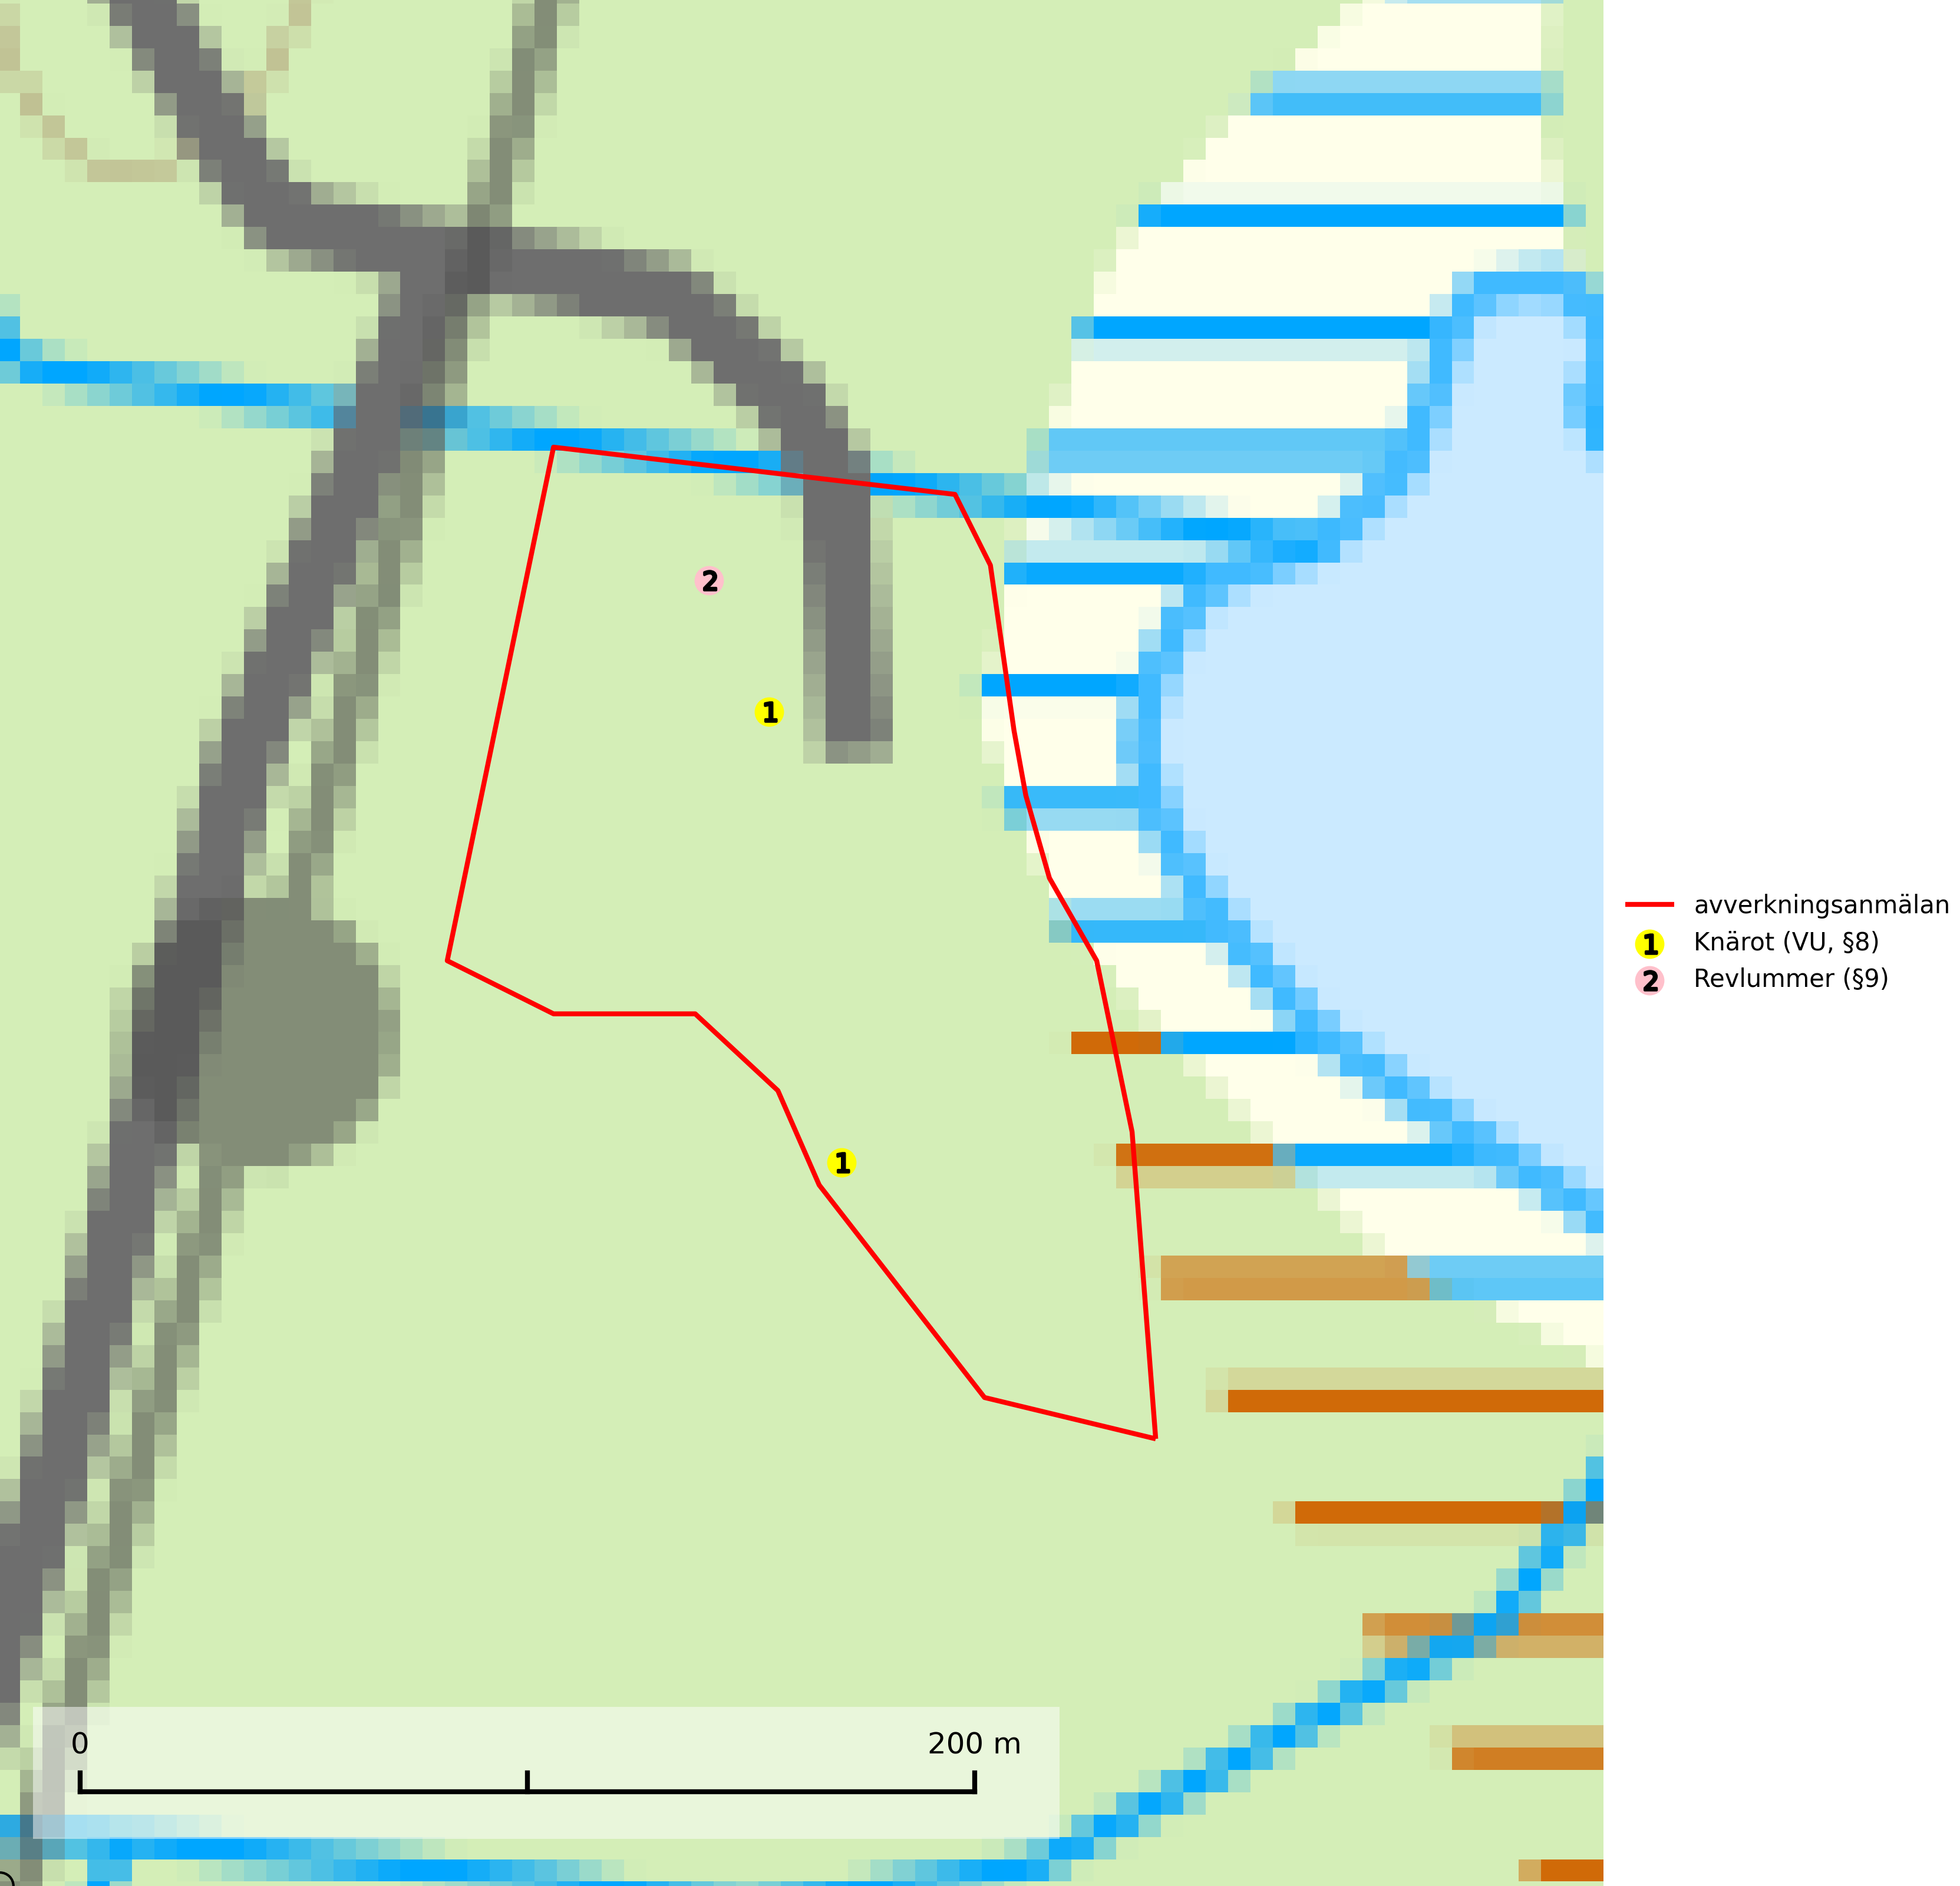 2
1
1
avverkningsanmälan
1 Knärot (VU, §8)
2 Revlummer (§9)
0 200 m